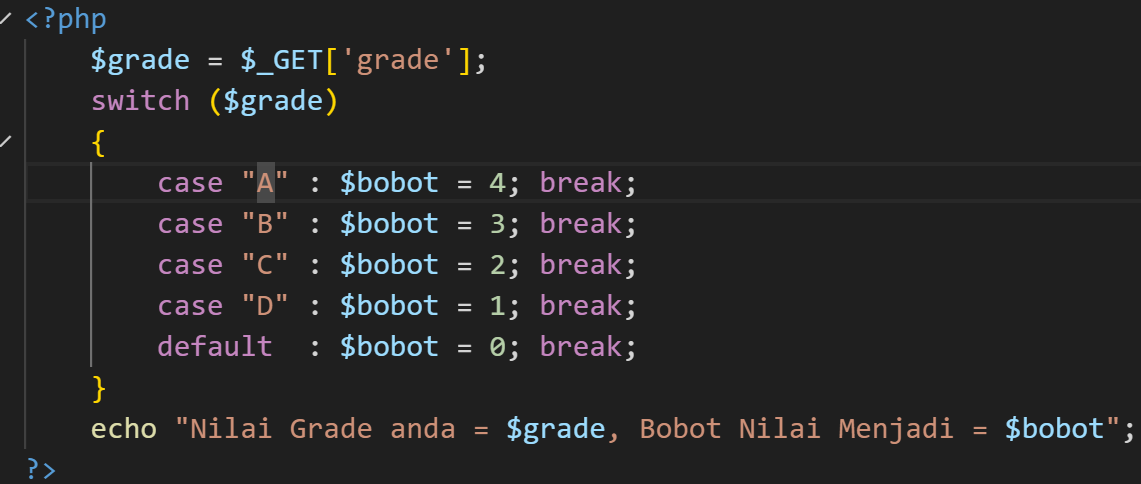 <?php
    $grade = $_GET['grade'];
    switch ($grade)
    {
        case "A" : $bobot = 4; break;
        case "B" : $bobot = 3; break;
        case "C" : $bobot = 2; break;
        case "D" : $bobot = 1; break;
        default  : $bobot = 0; break;
    }
    echo "Nilai Grade anda = $grade, Bobot Nilai Menjadi = $bobot";
?>